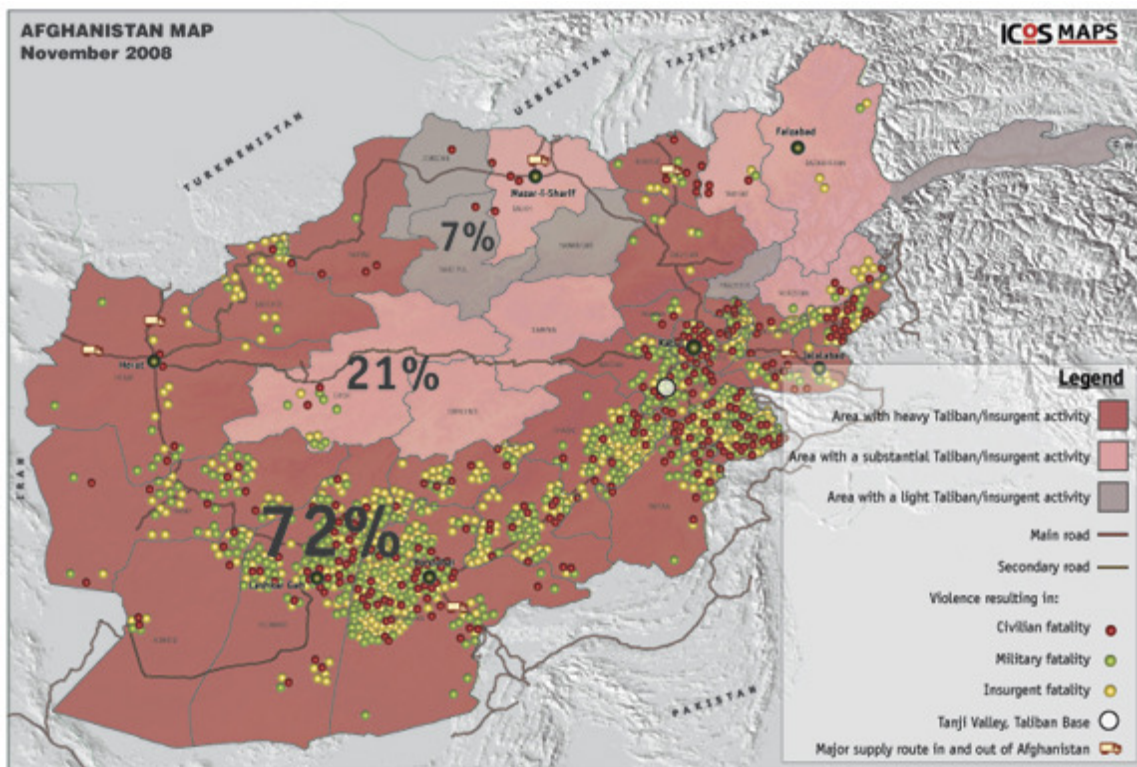 AFGHANISTAN MAP
November 2008
ICOS MAPS
TURKMENISTAN
UZBEKISTAN
TAJIKISTAN
Faizabad
Mazar-i-Sharif
7%
Herat
21%
Jalalabad
IRAN
72%
PAKISTAN
Legend
Area with heavy Taliban/insurgent activity
Area with a substantial Taliban/insurgent activity
Area with a light Taliban/insurgent activity
Main road
Secondary road
Violence resulting in:
Civilian fatality
Military fatality
Insurgent fatality
Tanji Valley, Taliban Base
Major supply route in and out of Afghanistan